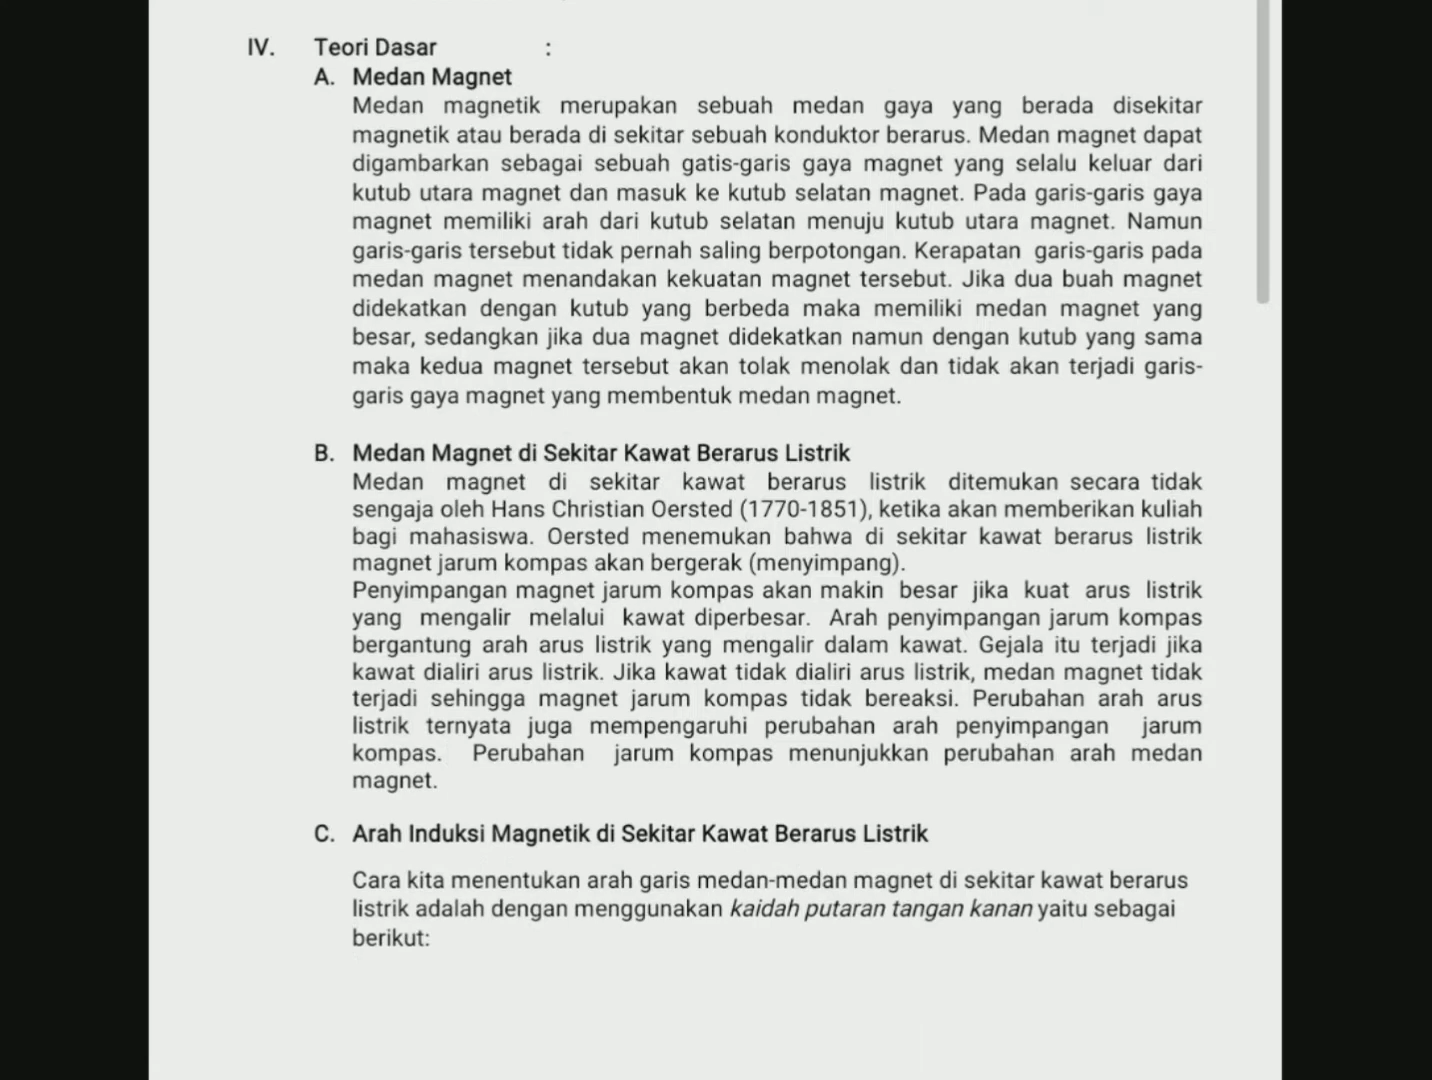 IV. Teori Dasar :
A. Medan Magnet
Medan magnetik merupakan sebuah medan gaya yang berada disekitar
magnetik atau berada di sekitar sebuah konduktor berarus. Medan magnet dapat
digambarkan sebagai sebuah gatis-garis gaya magnet yang selalu keluar dari
kutub utara magnet dan masuk ke kutub selatan magnet. Pada garis-garis gaya
magnet memiliki arah dari kutub selatan menuju kutub utara magnet. Namun
garis-garis tersebut tidak pernah saling berpotongan. Kerapatan garis-garis pada
medan magnet menandakan kekuatan magnet tersebut. Jika dua buah magnet
didekatkan dengan kutub yang berbeda maka memiliki medan magnet yang
besar, sedangkan jika dua magnet didekatkan namun dengan kutub yang sama
maka kedua magnet tersebut akan tolak menolak dan tidak akan terjadi garis-
garis gaya magnet yang membentuk medan magnet.
B. Medan Magnet di Sekitar Kawat Berarus Listrik
Medan magnet di sekitar kawat berarus listrik ditemukan secara tidak
sengaja oleh Hans Christian Oersted (1770-1851), ketika akan memberikan kuliah
bagi mahasiswa. Oersted menemukan bahwa di sekitar kawat berarus listrik
magnet jarum kompas akan bergerak (menyimpang).
Penyimpangan magnet jarum kompas akan makin besar jika kuat arus listrik
yang mengalir melalui kawat diperbesar. Arah penyimpangan jarum kompas
bergantung arah arus listrik yang mengalir dalam kawat. Gejala itu terjadi jika
kawat dialiri arus listrik. Jika kawat tidak dialiri arus listrik, medan magnet tidak
terjadi sehingga magnet jarum kompas tidak bereaksi. Perubahan arah arus
listrik ternyata juga mempengaruhi perubahan arah penyimpangan jarum
kompas. Perubahan jarum kompas menunjukkan perubahan arah medan
magnet.
C. Arah Induksi Magnetik di Sekitar Kawat Berarus Listrik
Cara kita menentukan arah garis medan-medan magnet di sekitar kawat berarus
listrik adalah dengan menggunakan kaidah putaran tangan kanan yaitu sebagai
berikut: